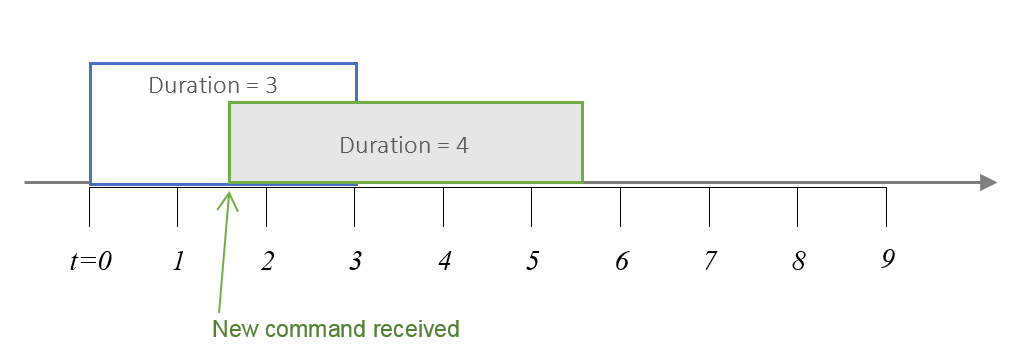 Duration = 3
Duration = 4
t=0 1 2 3 4 5 6 7 8 9
New command received